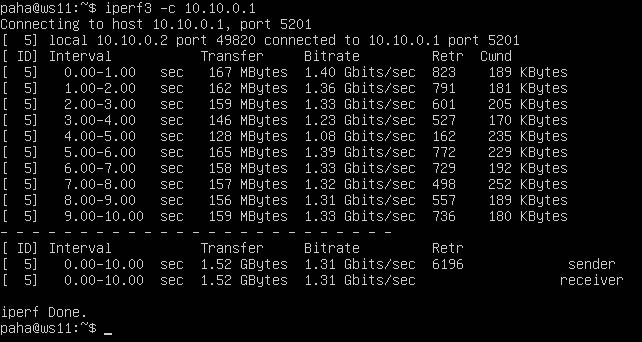 paha@ws11:~$ iperf3 -c 10.10.0.1
Connecting to host 10.10.0.1, port 5201
[  5] local 10.10.0.2 port 49820 connected to 10.10.0.1 port 5201
[ ID] Interval           Transfer     Bitrate         Retr  Cwnd
[  5]   0.00-1.00   sec   167 MBytes  1.40 Gbits/sec  823    189 KBytes
[  5]   1.00-2.00   sec   162 MBytes  1.36 Gbits/sec  791    181 KBytes
[  5]   2.00-3.00   sec   159 MBytes  1.33 Gbits/sec  601    205 KBytes
[  5]   3.00-4.00   sec   146 MBytes  1.23 Gbits/sec  527    170 KBytes
[  5]   4.00-5.00   sec   128 MBytes  1.08 Gbits/sec  162    235 KBytes
[  5]   5.00-6.00   sec   165 MBytes  1.39 Gbits/sec  772    229 KBytes
[  5]   6.00-7.00   sec   158 MBytes  1.33 Gbits/sec  729    192 KBytes
[  5]   7.00-8.00   sec   157 MBytes  1.32 Gbits/sec  498    252 KBytes
[  5]   8.00-9.00   sec   156 MBytes  1.31 Gbits/sec  557    189 KBytes
[  5]   9.00-10.00  sec   159 MBytes  1.33 Gbits/sec  736    180 KBytes
- - - - - - - - - - - - - - - - - - - - - - - - -
[ ID] Interval           Transfer     Bitrate         Retr
[  5]   0.00-10.00  sec  1.52 GBytes  1.31 Gbits/sec  6196             sender
[  5]   0.00-10.00  sec  1.52 GBytes  1.31 Gbits/sec                  receiver
iperf Done.
paha@ws11:~$ _